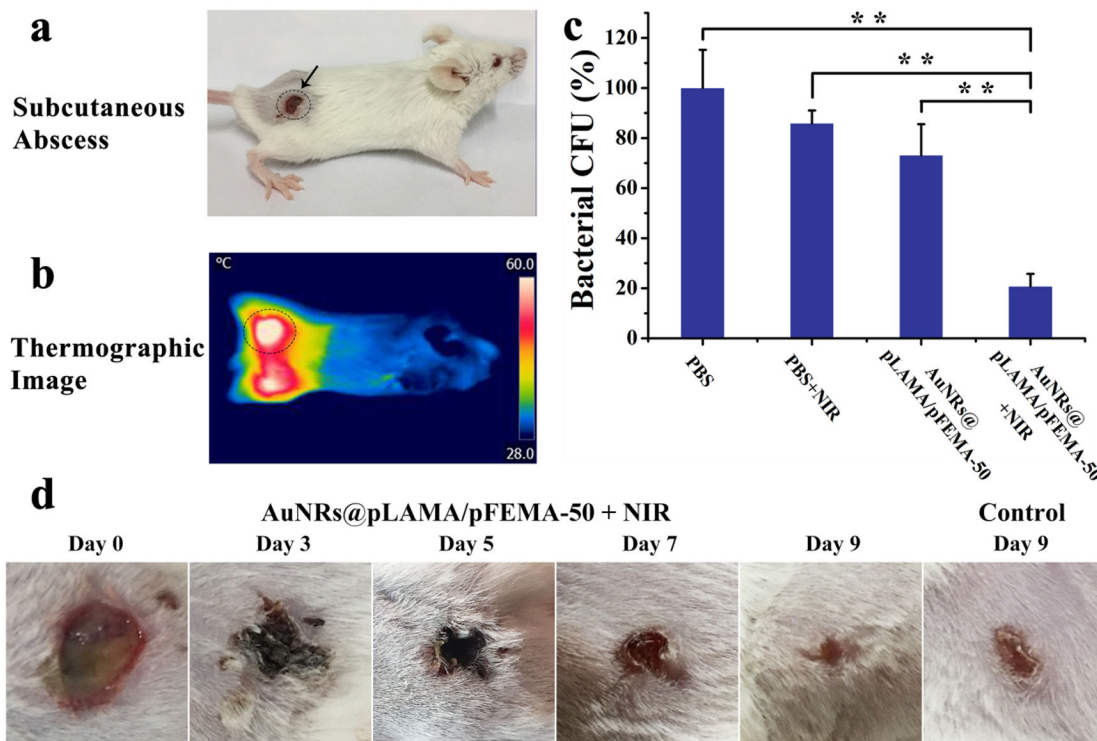 a
Subcutaneous
Abscess
b
°C
60.0
28.0
Thermographic
Image
c
Bacterial CFU (%)
120
100
80
60
40
20
0
* *
* *
* *
PBS
PBS+NIR
AuNRs@
pLAMA/pFEMA-50
AuNRs@
pLAMA/pFEMA-50
+NIR
d
AuNRs@pLAMA/pFEMA-50 + NIR
Control
Day 0
Day 3
Day 5
Day 7
Day 9
Day 9